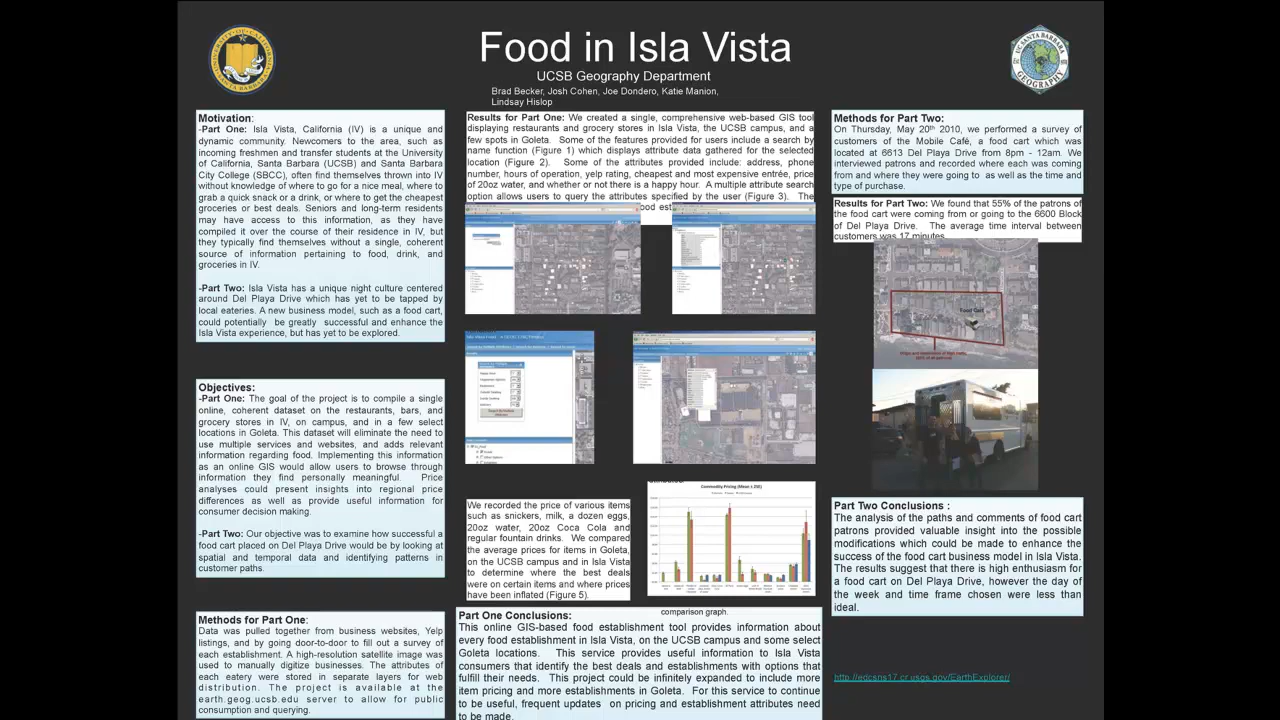 Food in Isla Vista
UCSB Geography Department
Brad Becker, Josh Cohen, Joe Dondero, Katie Manion,
Lindsay Hislop
Motivation:
-Part One: Isla Vista, California (IV) is a unique and
dynamic community. Newcomers to the area, such as
incoming freshmen and transfer students at the University
of California, Santa Barbara (UCSB) and Santa Barbara
City College (SBCC), often find themselves thrown into IV
without knowledge of where to go for a nice meal, where to
grab a quick snack or a drink, or where to get the cheapest
groceries or best deals. Seniors and long-term residents
may have access to this information, as they have
compiled it over the course of their residence in IV, but
they typically find themselves without a single, coherent
source of information pertaining to food, drink, and
groceries in IV.
-Part Two: Isla Vista has a unique night culture centered
around Del Playa Drive which has yet to be tapped by
local eateries. A new business model, such as a food cart,
could potentially be greatly successful and enhance the
Isla Vista experience, but has yet to be explored.
Objectives:
-Part One: The goal of the project is to compile a single
online, coherent dataset on the restaurants, bars, and
grocery stores in IV, on campus, and in a few select
locations in Goleta. This dataset will eliminate the need to
use multiple services and websites, and adds relevant
information regarding food. Implementing this information
as an online GIS would allow users to browse through
information they find personally meaningful. Price
analyses could present insights into regional price
differences as well as provide useful information for
consumer decision making.
-Part Two: Our objective was to examine how successful a
food cart placed on Del Playa Drive would be by looking at
spatial and temporal data and identifying patterns in
customer paths.
Methods for Part One:
Data was pulled together from business websites, Yelp
listings, and by going door-to-door to fill out a survey of
each establishment. A high-resolution satellite image was
used to manually digitize businesses. The attributes of
each eatery were stored in separate layers for web
distribution. The project is available at the
earth.geog.ucsb.edu server to allow for public
consumption and querying.
Results for Part One: We created a single, comprehensive web-based GIS tool
displaying restaurants and grocery stores in Isla Vista, the UCSB campus, and a
few spots in Goleta. Some of the features provided for users include a search by
name function (Figure 1) which displays attribute data gathered for the selected
location (Figure 2). Some of the attributes provided include: address, phone
number, hours of operation, yelp rating, cheapest and most expensive entrée, price
of 20oz water, and whether or not there is a happy hour. A multiple attribute search
option allows users to query the attributes specified by the user (Figure 3). The
We recorded the price of various items
such as snickers, milk, a dozen eggs,
20oz water, 20oz Coca Cola and
regular fountain drinks. We compared
the average prices for items in Goleta,
on the UCSB campus and in Isla Vista
to determine where the best deals
were on certain items and where prices
have been inflated (Figure 5).
Commodity Pricing (Mean ± 2SE)
comparison graph.
Part One Conclusions:
This online GIS-based food establishment tool provides information about
every food establishment in Isla Vista, on the UCSB campus and some select
Goleta locations. This service provides useful information to Isla Vista
consumers that identify the best deals and establishments with options that
fulfill their needs. This project could be infinitely expanded to include more
item pricing and more establishments in Goleta. For this service to continue
to be useful, frequent updates on pricing and establishment attributes need
to be made.
Methods for Part Two:
On Thursday, May 20th 2010, we performed a survey of
customers of the Mobile Café, a food cart which was
located at 6613 Del Playa Drive from 8pm - 12am. We
interviewed patrons and recorded where each was coming
from and where they were going to as well as the time and
type of purchase.
Results for Part Two: We found that 55% of the patrons of
the food cart were coming from or going to the 6600 Block
of Del Playa Drive. The average time interval between
customers was 17 minutes.
Food Cart
Part Two Conclusions :
The analysis of the paths and comments of food cart
patrons provided valuable insight into the possible
modifications which could be made to enhance the
success of the food cart business model in Isla Vista.
The results suggest that there is high enthusiasm for
a food cart on Del Playa Drive, however the day of
the week and time frame chosen were less than
ideal.
http://edcsns17.cr.usgs.gov/EarthExplorer/